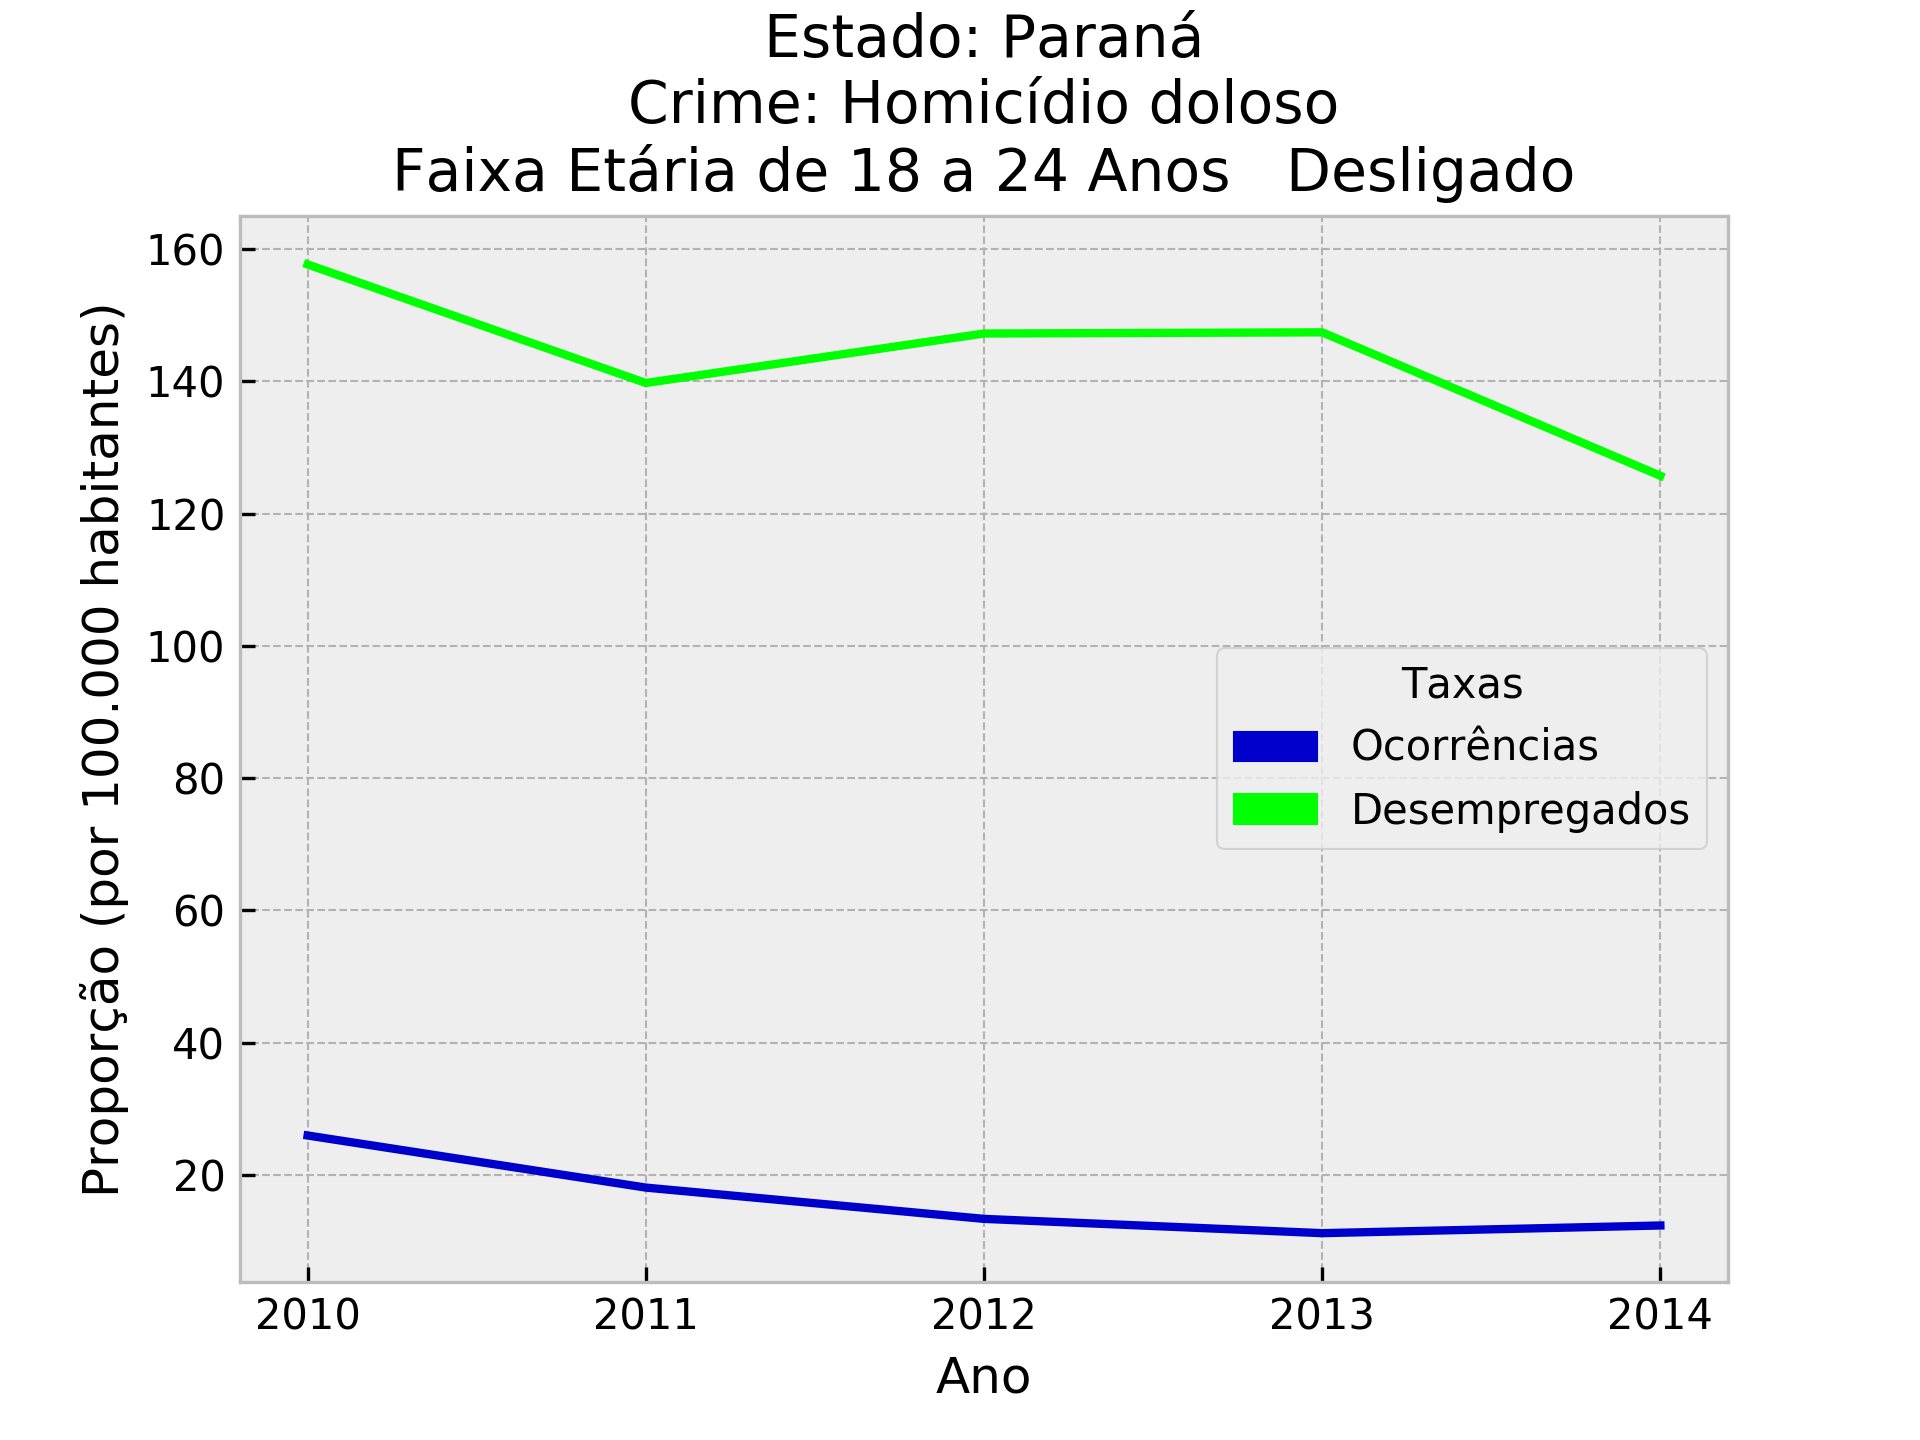 Estado: Paraná
Crime: Homicídio doloso
Faixa Etária de 18 a 24 Anos   Desligado
Proporção (por 100.000 habitantes)
160
140
120
100
80
60
40
20
Taxas
Ocorrências
Desempregados
2010 2011 2012 2013 2014
Ano